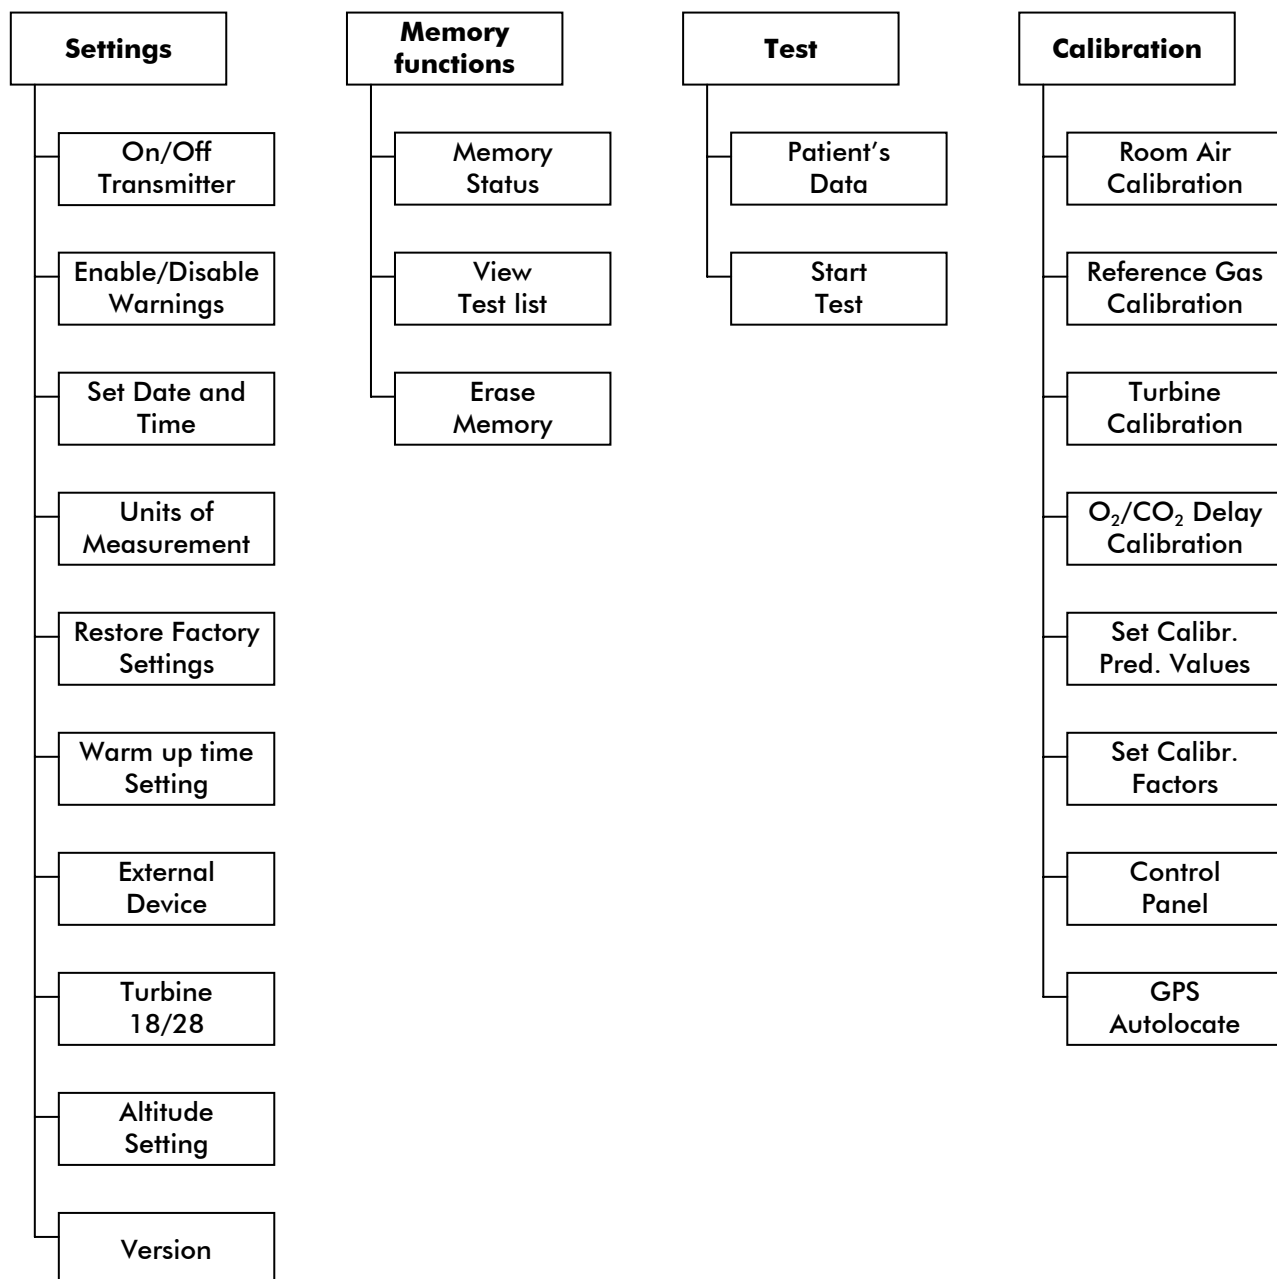 Settings
On/Off
Transmitter
Enable/Disable
Warnings
Set Date and
Time
Units of
Measurement
Restore Factory
Settings
Warm up time
Setting
External
Device
Turbine
18/28
Altitude
Setting
Version
Memory
functions
Memory
Status
View
Test list
Erase
Memory
Test
Patient's
Data
Start
Test
Calibration
Room Air
Calibration
Reference Gas
Calibration
Turbine
Calibration
O₂/CO₂ Delay
Calibration
Set Calibr.
Pred. Values
Set Calibr.
Factors
Control
Panel
GPS
Autolocate